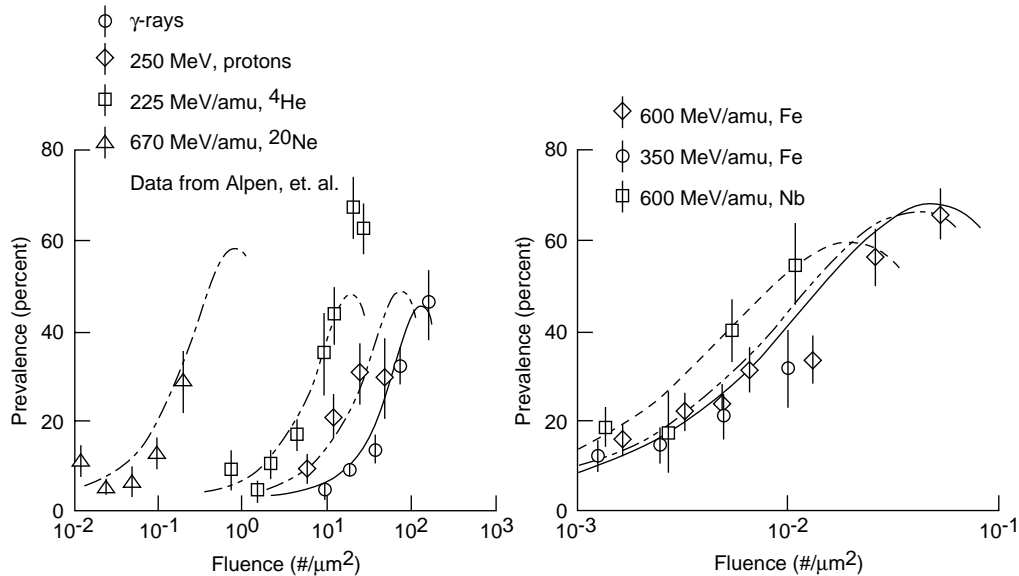 γ-rays
250 MeV, protons
225 MeV/amu, ⁴He
670 MeV/amu, ²⁰Ne
Data from Alpen, et. al.
80
60
40
20
0
Prevalence (percent)
10⁻² 10⁻¹ 10⁰ 10¹ 10² 10³
Fluence (#/μm²)
600 MeV/amu, Fe
350 MeV/amu, Fe
600 MeV/amu, Nb
80
60
40
20
0
Prevalence (percent)
10⁻³ 10⁻² 10⁻¹
Fluence (#/μm²)